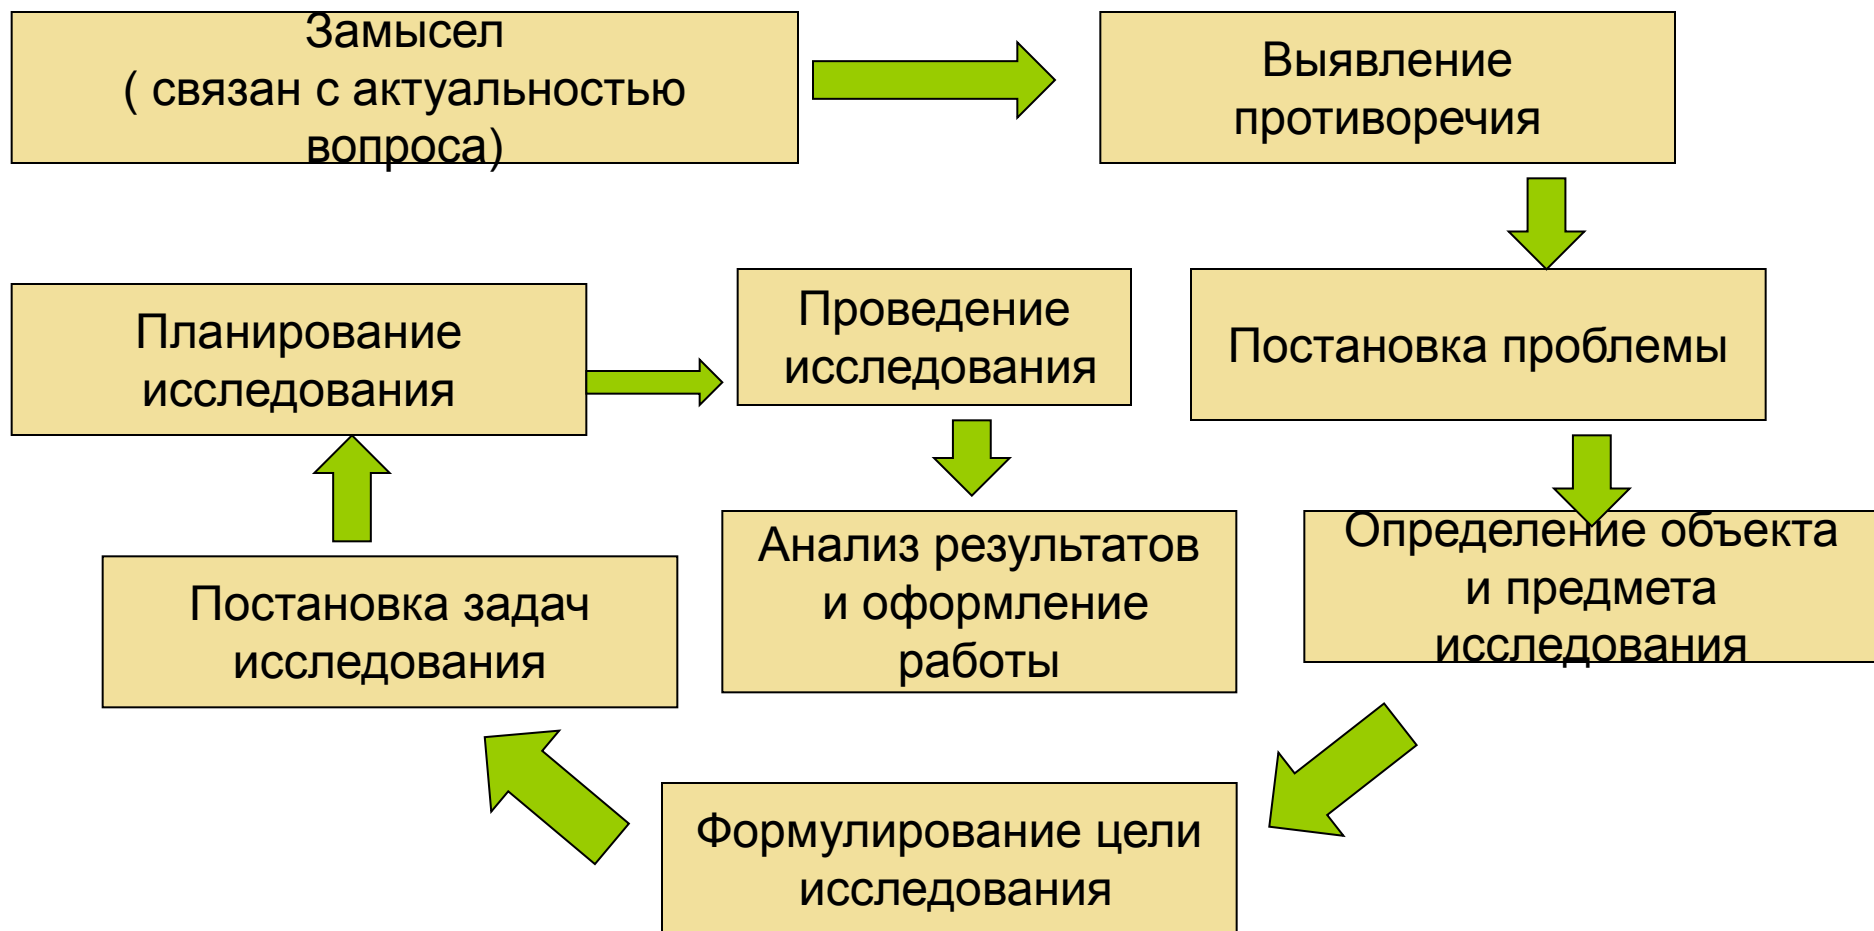 Замысел
( связан с актуальностью
вопроса)
Выявление
противоречия
Планирование
исследования
Проведение
исследования
Постановка проблемы
Постановка задач
исследования
Анализ результатов
и оформление
работы
Определение объекта
и предмета
исследования
Формулирование цели
исследования